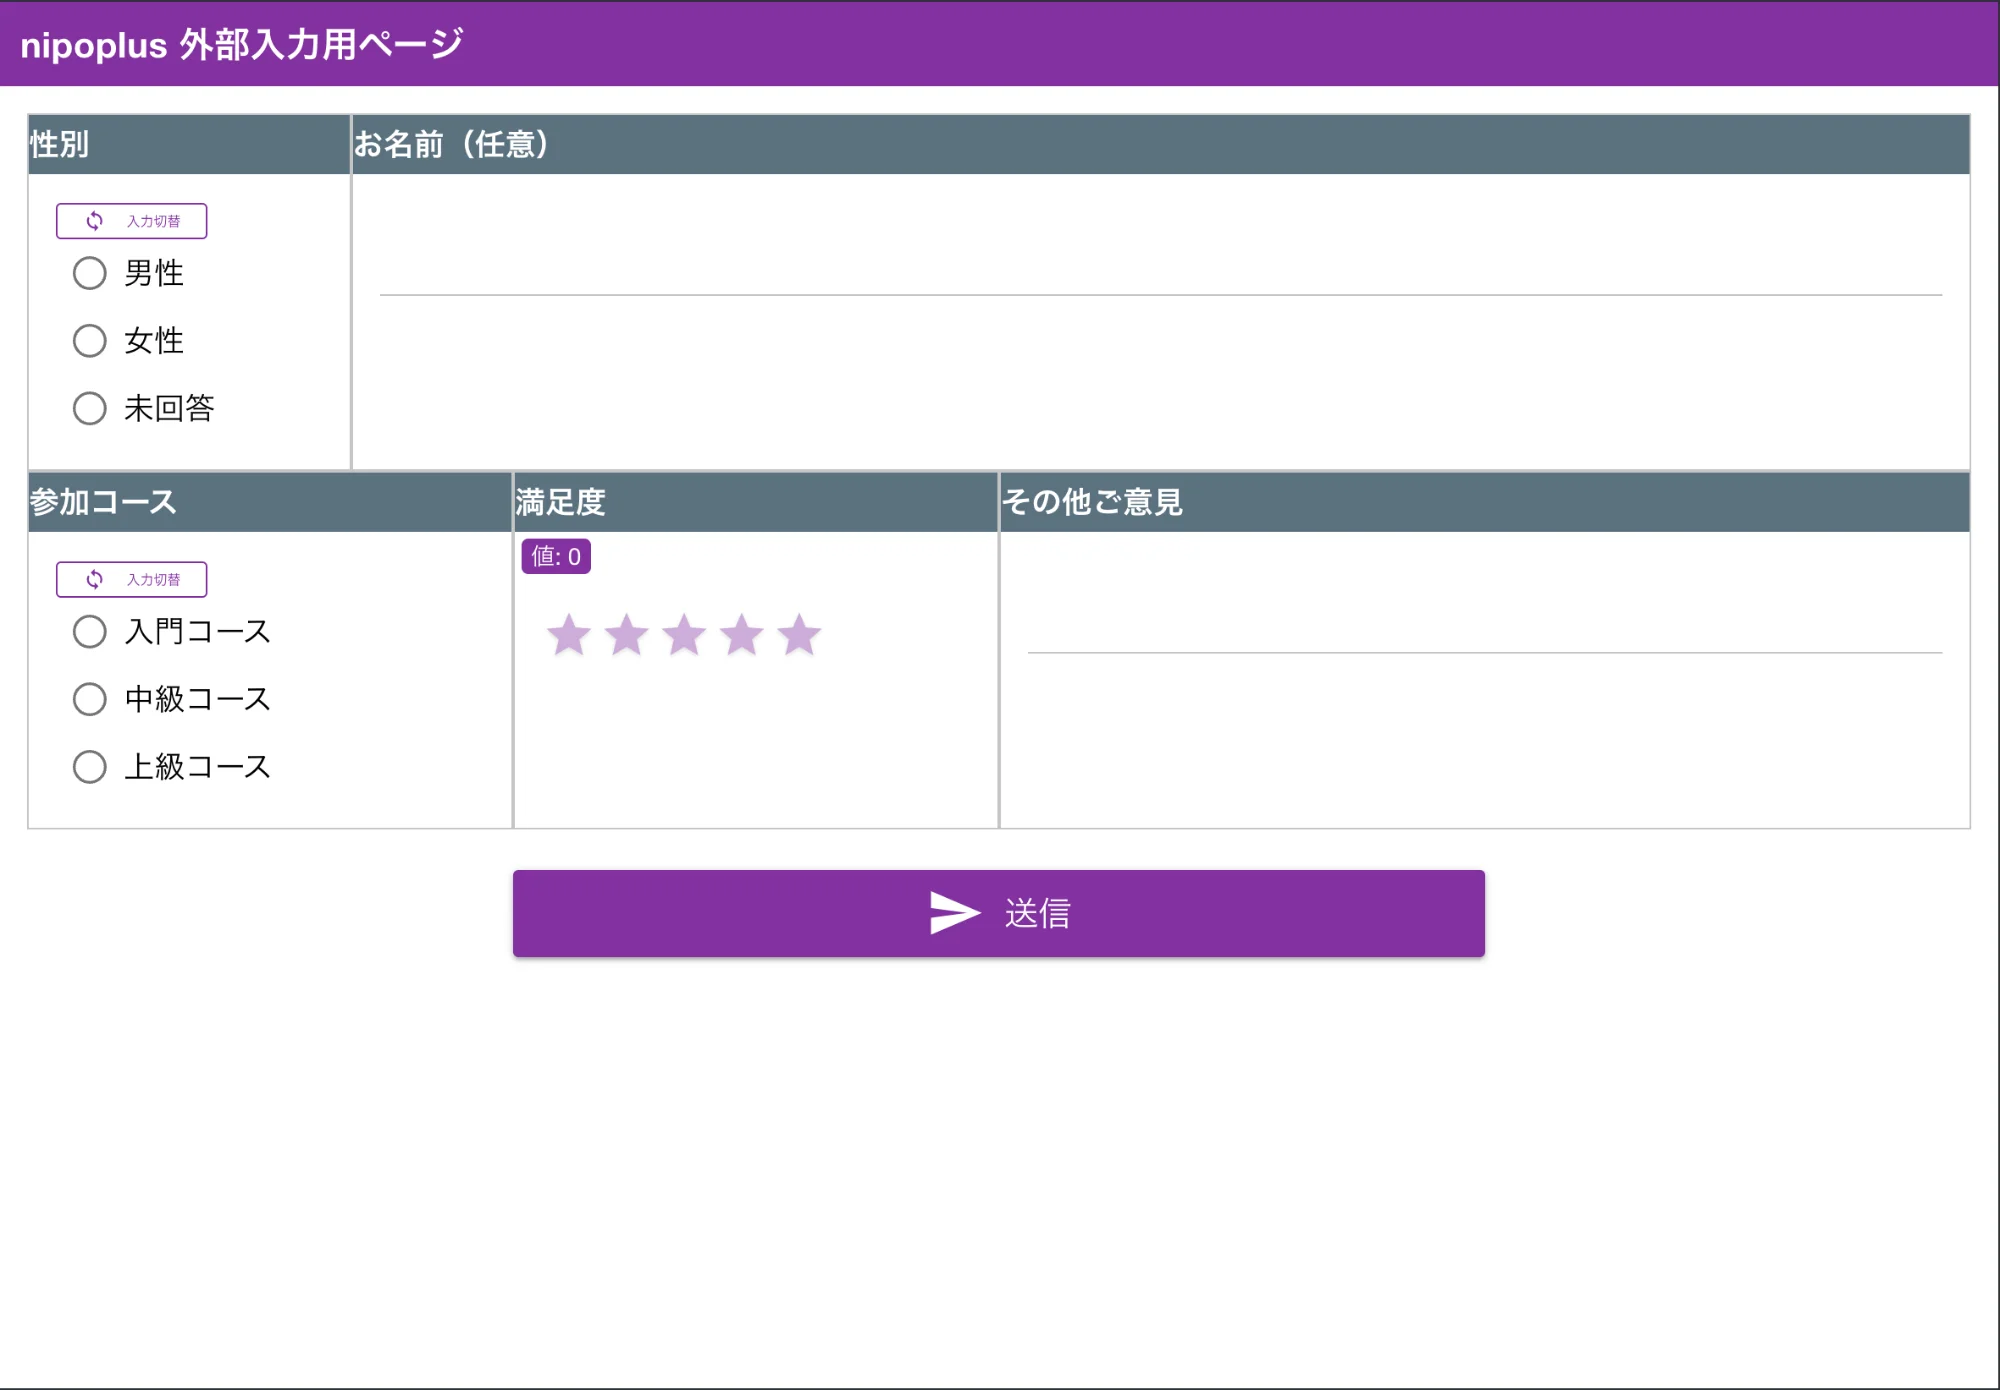 nipoplus 外部入力用ページ
性別
お名前（任意）
入力切替
男性
女性
未回答
参加コース
満足度
その他ご意見
入力切替
値: 0
入門コース
中級コース
上級コース
送信